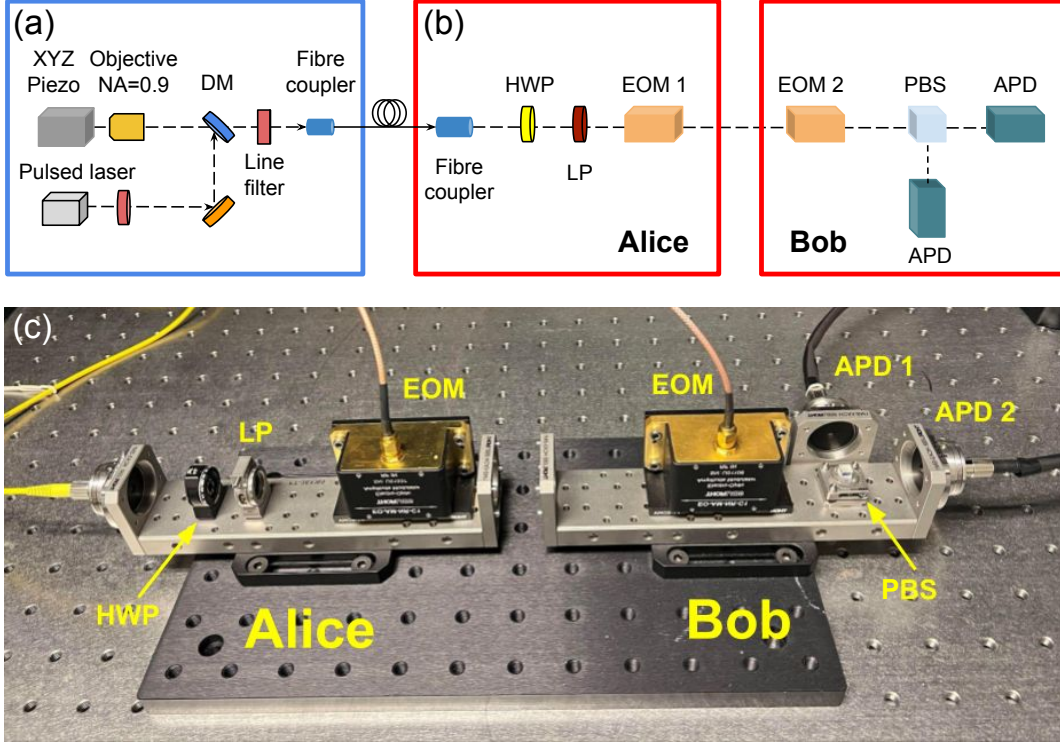 (a)
XYZ
Piezo
Objective
NA=0.9
DM
Fibre
coupler
Line
filter
Pulsed laser
(b)
HWP
EOM 1
Fibre
coupler
LP
Alice
EOM 2
PBS
APD
APD
Bob
(c)
LP
EOM
EOM
APD 1
APD 2
HWP
PBS
Alice
Bob